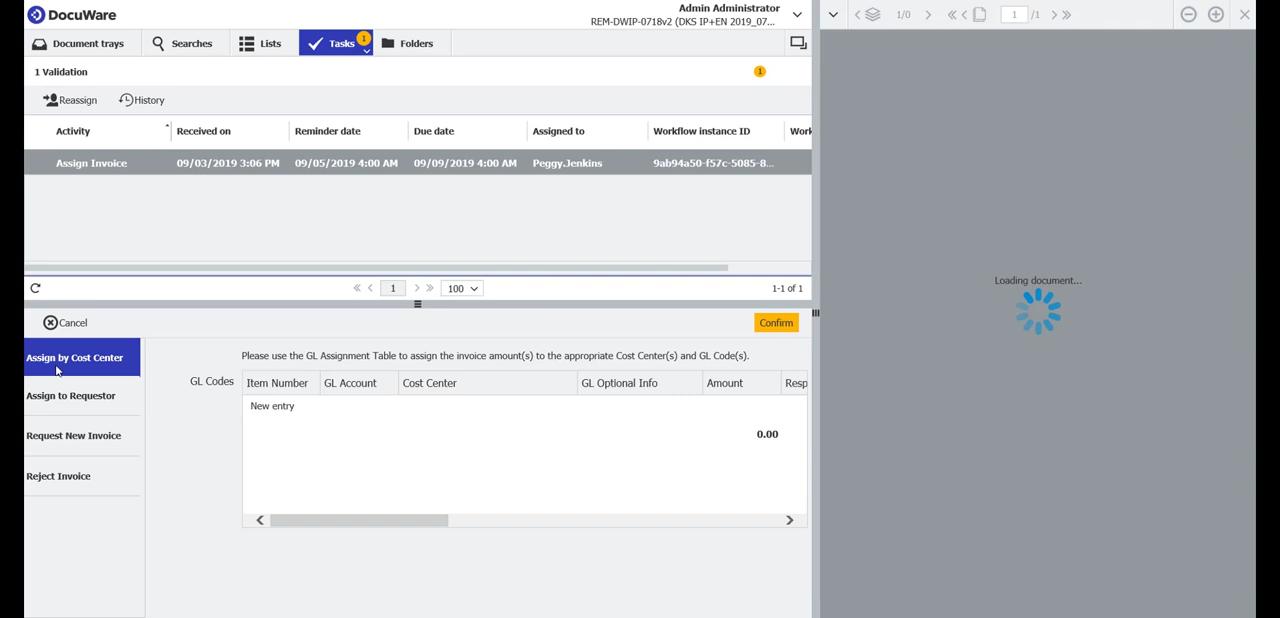 DocuWare
Admin Administrator
REM-DWIP-0718v2 (DKS IP+EN 2019_07...
Document trays
Searches
Lists
Tasks
1
Folders
1/0
1
/1
1 Validation
1
Reassign
History
Activity
Received on
Reminder date
Due date
Assigned to
Workflow instance ID
Work
Assign Invoice
09/03/2019 3:06 PM
09/05/2019 4:00 AM
09/09/2019 4:00 AM
Peggy.Jenkins
9ab94a50-f57c-5085-8...
1
100
1-1 of 1
Loading document...
Cancel
Confirm
Assign by Cost Center
Assign to Requestor
Request New Invoice
Reject Invoice
Please use the GL Assignment Table to assign the invoice amount(s) to the appropriate Cost Center(s) and GL Code(s).
GL Codes
Item Number
GL Account
Cost Center
GL Optional Info
Amount
Resp
New entry
0.00